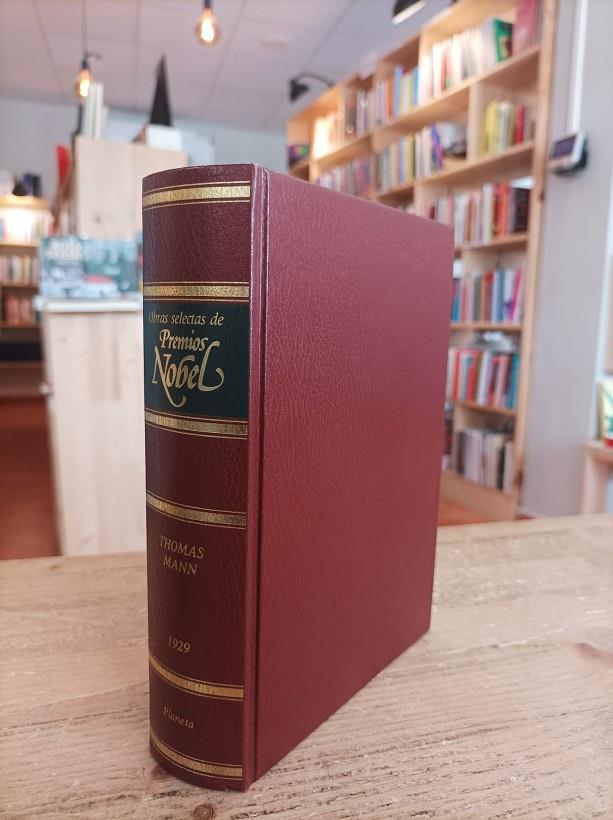 Obras selectas de
Premios
Nobel
THOMAS
MANN
1929
Planeta